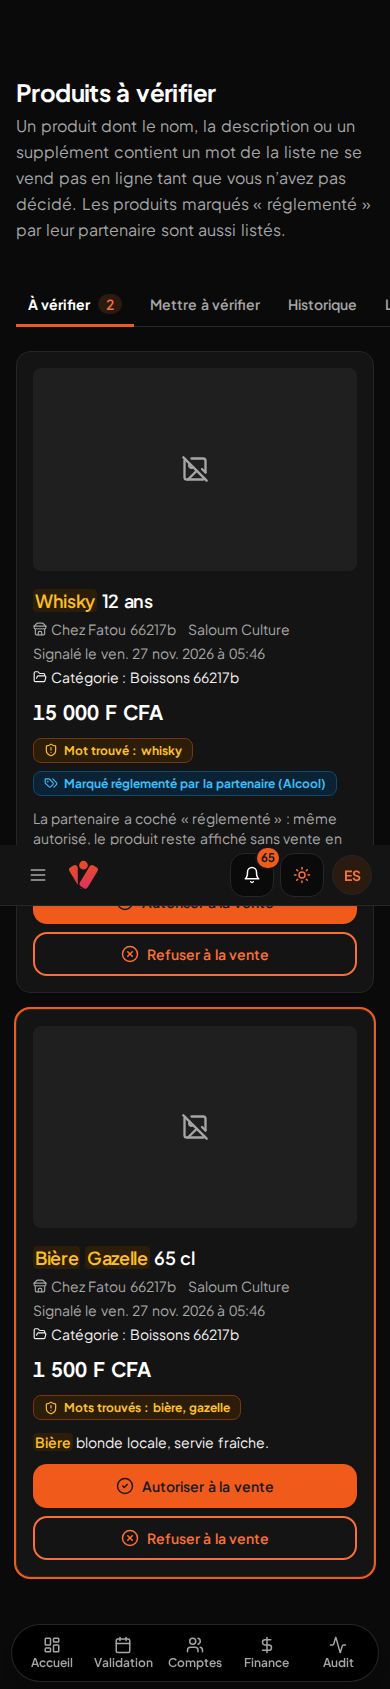 Produits à vérifier
Un produit dont le nom, la description ou un
supplément contient un mot de la liste ne se
vend pas en ligne tant que vous n'avez pas
décidé. Les produits marqués « réglementé »
par leur partenaire sont aussi listés.
À vérifier 2 Mettre à vérifier Historique
Whisky 12 ans
Chez Fatou 66217b Saloum Culture
Signalé le ven. 27 nov. 2026 à 05:46
Catégorie : Boissons 66217b
15 000 F CFA
Mot trouvé : whisky
Marqué réglementé par la partenaire (Alcool)
La partenaire a coché « réglementé » : même
autorisé, le produit reste affiché sans vente en
65
ES
Autoriser à la vente
Refuser à la vente
Bière Gazelle 65 cl
Chez Fatou 66217b Saloum Culture
Signalé le ven. 27 nov. 2026 à 05:46
Catégorie : Boissons 66217b
1 500 F CFA
Mots trouvés : bière, gazelle
Bière blonde locale, servie fraîche.
Autoriser à la vente
Refuser à la vente
Accueil Validation Comptes Finance Audit